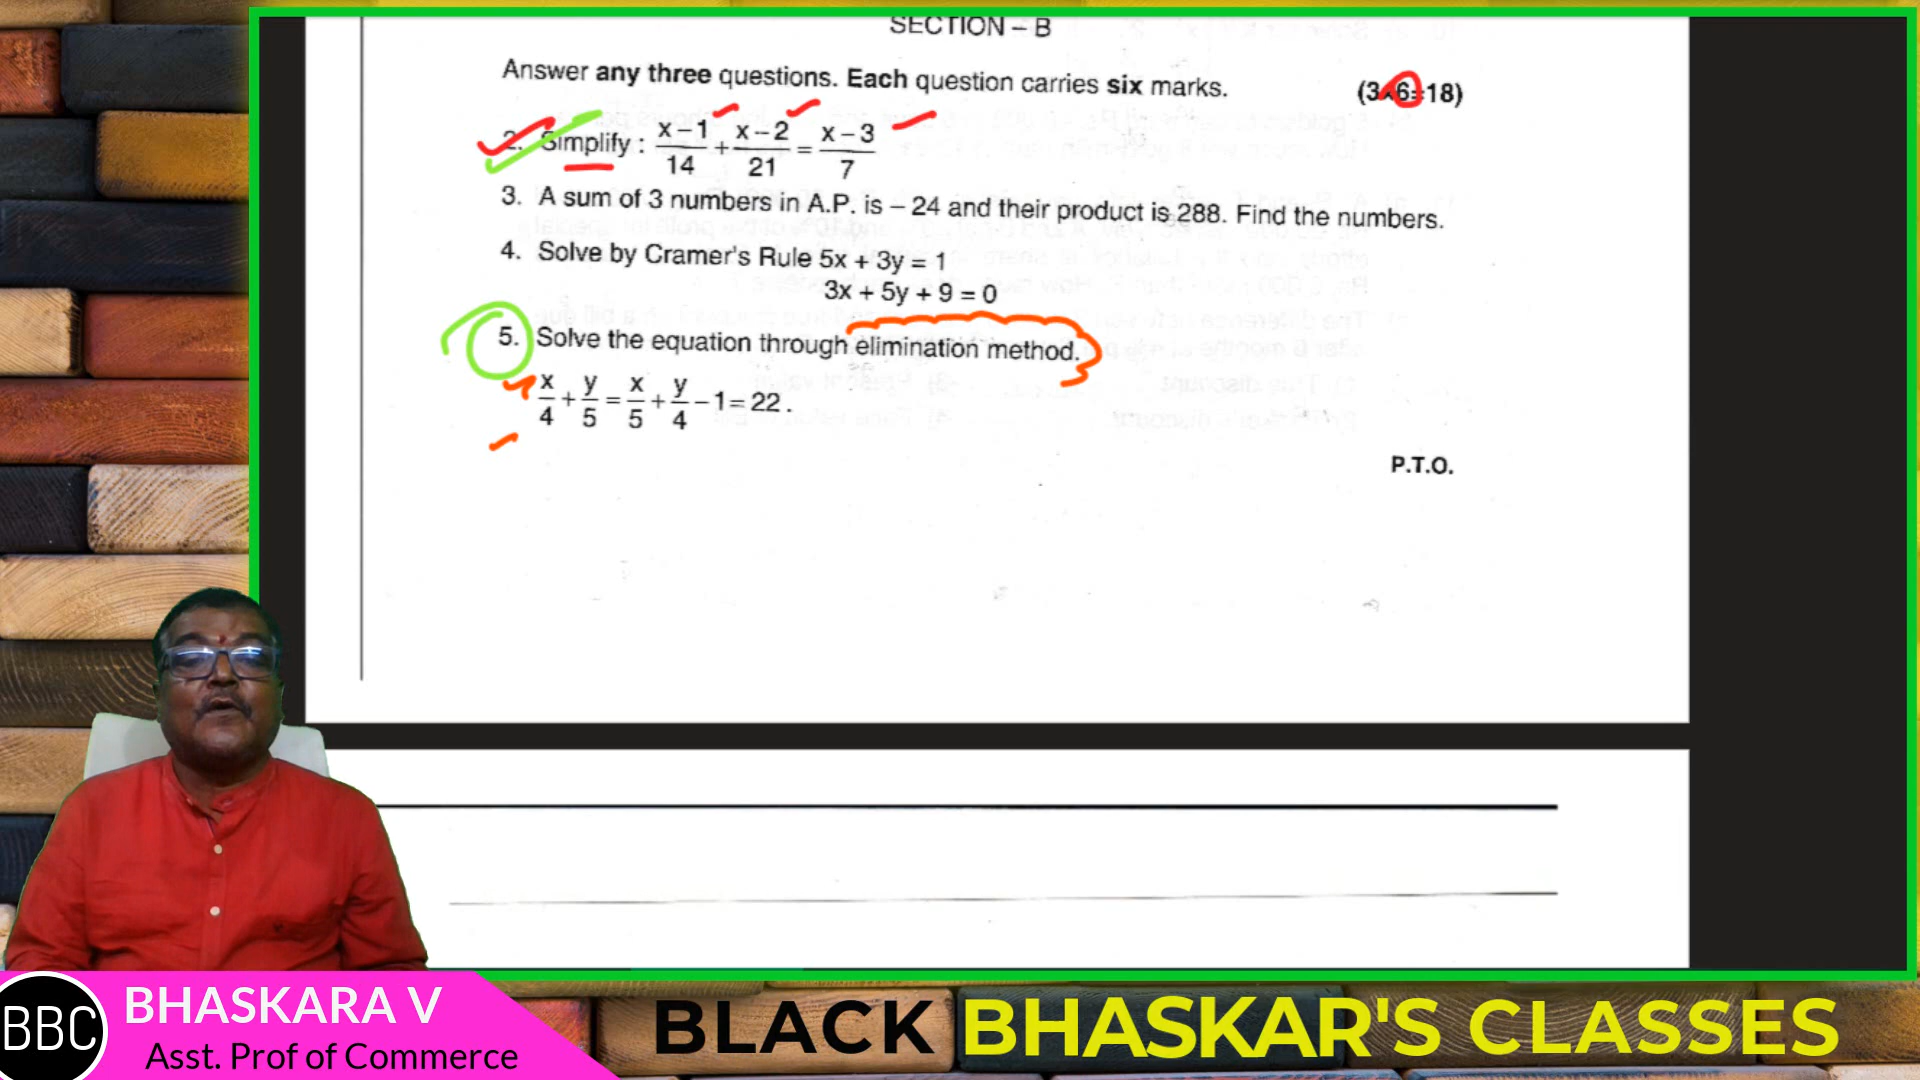 SECTION – B
Answer any three questions. Each question carries six marks. (3×6=18)
2. Simplify : x – 1/14 + x – 2/21 = x – 3/7
3. A sum of 3 numbers in A.P. is – 24 and their product is 288. Find the numbers.
4. Solve by Cramer's Rule 5x + 3y = 1
3x + 5y + 9 = 0
5. Solve the equation through elimination method.
x/4 + y/5 = x/5 + y/4 – 1 = 22 .
P.T.O.
BBC
BHASKARA V
Asst. Prof of Commerce
BLACK BHASKAR'S CLASSES